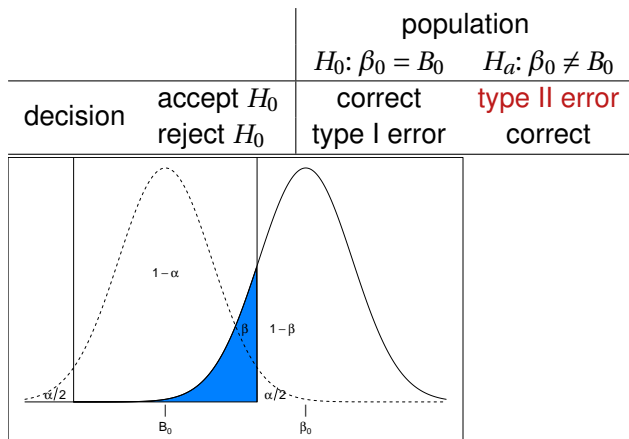 population
H₀: β₀ = B₀ Hₐ: β₀ ≠ B₀
decision accept H₀ correct type II error
reject H₀ type I error correct
1−α
β 1−β
α/2 α/2
B₀ β₀